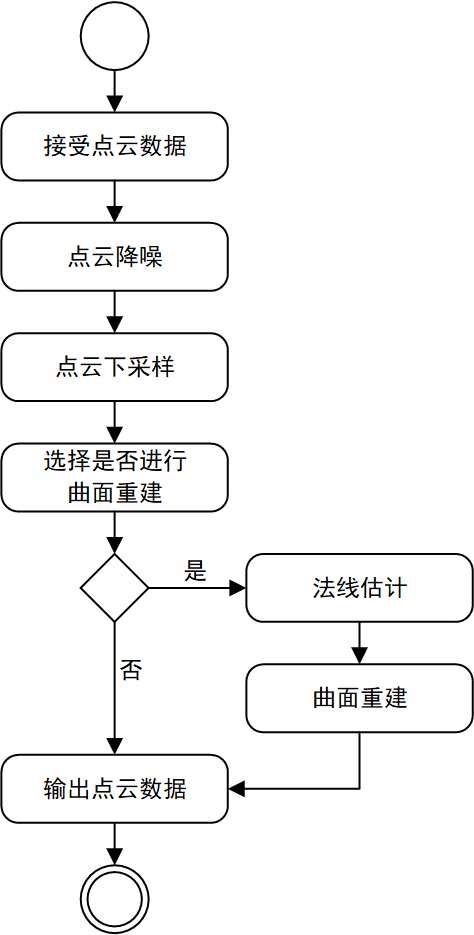 接受点云数据
点云降噪
点云下采样
选择是否进行
曲面重建
是
法线估计
否
曲面重建
输出点云数据